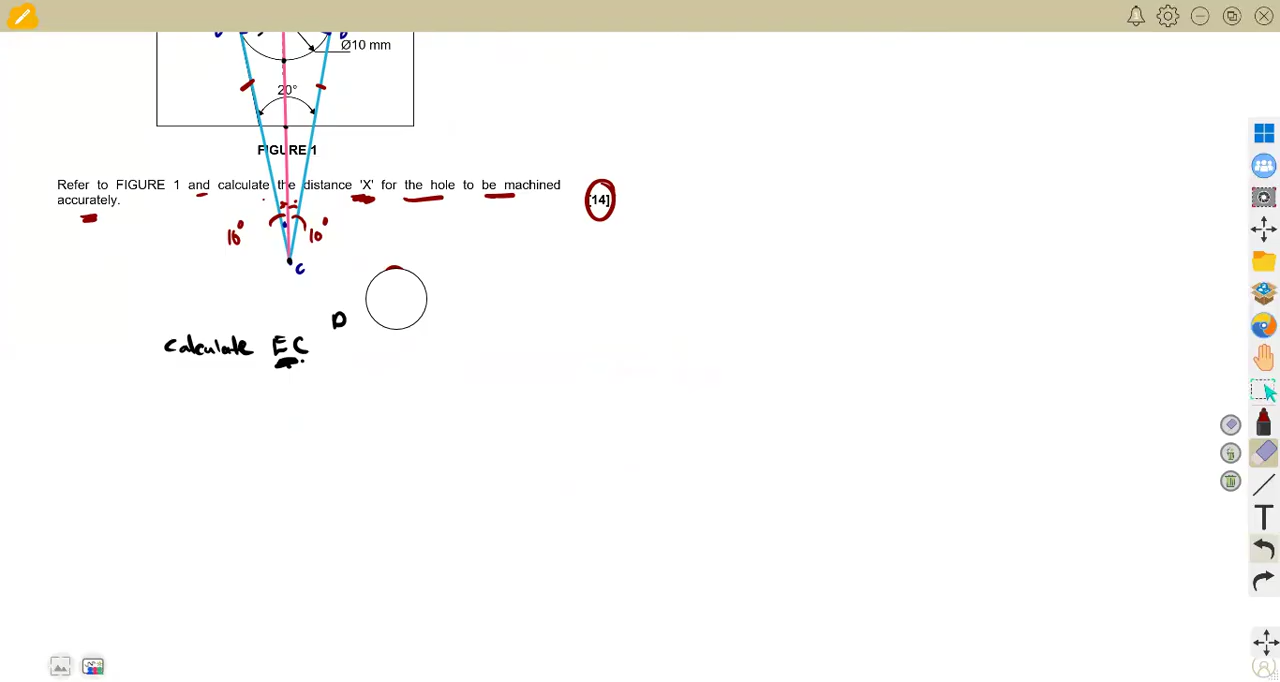 Ø10 mm
20°
FIGURE 1
Refer to FIGURE 1 and calculate the distance 'X' for the hole to be machined
accurately.
[14]
10° 10°
C
D
Calculate EC
T